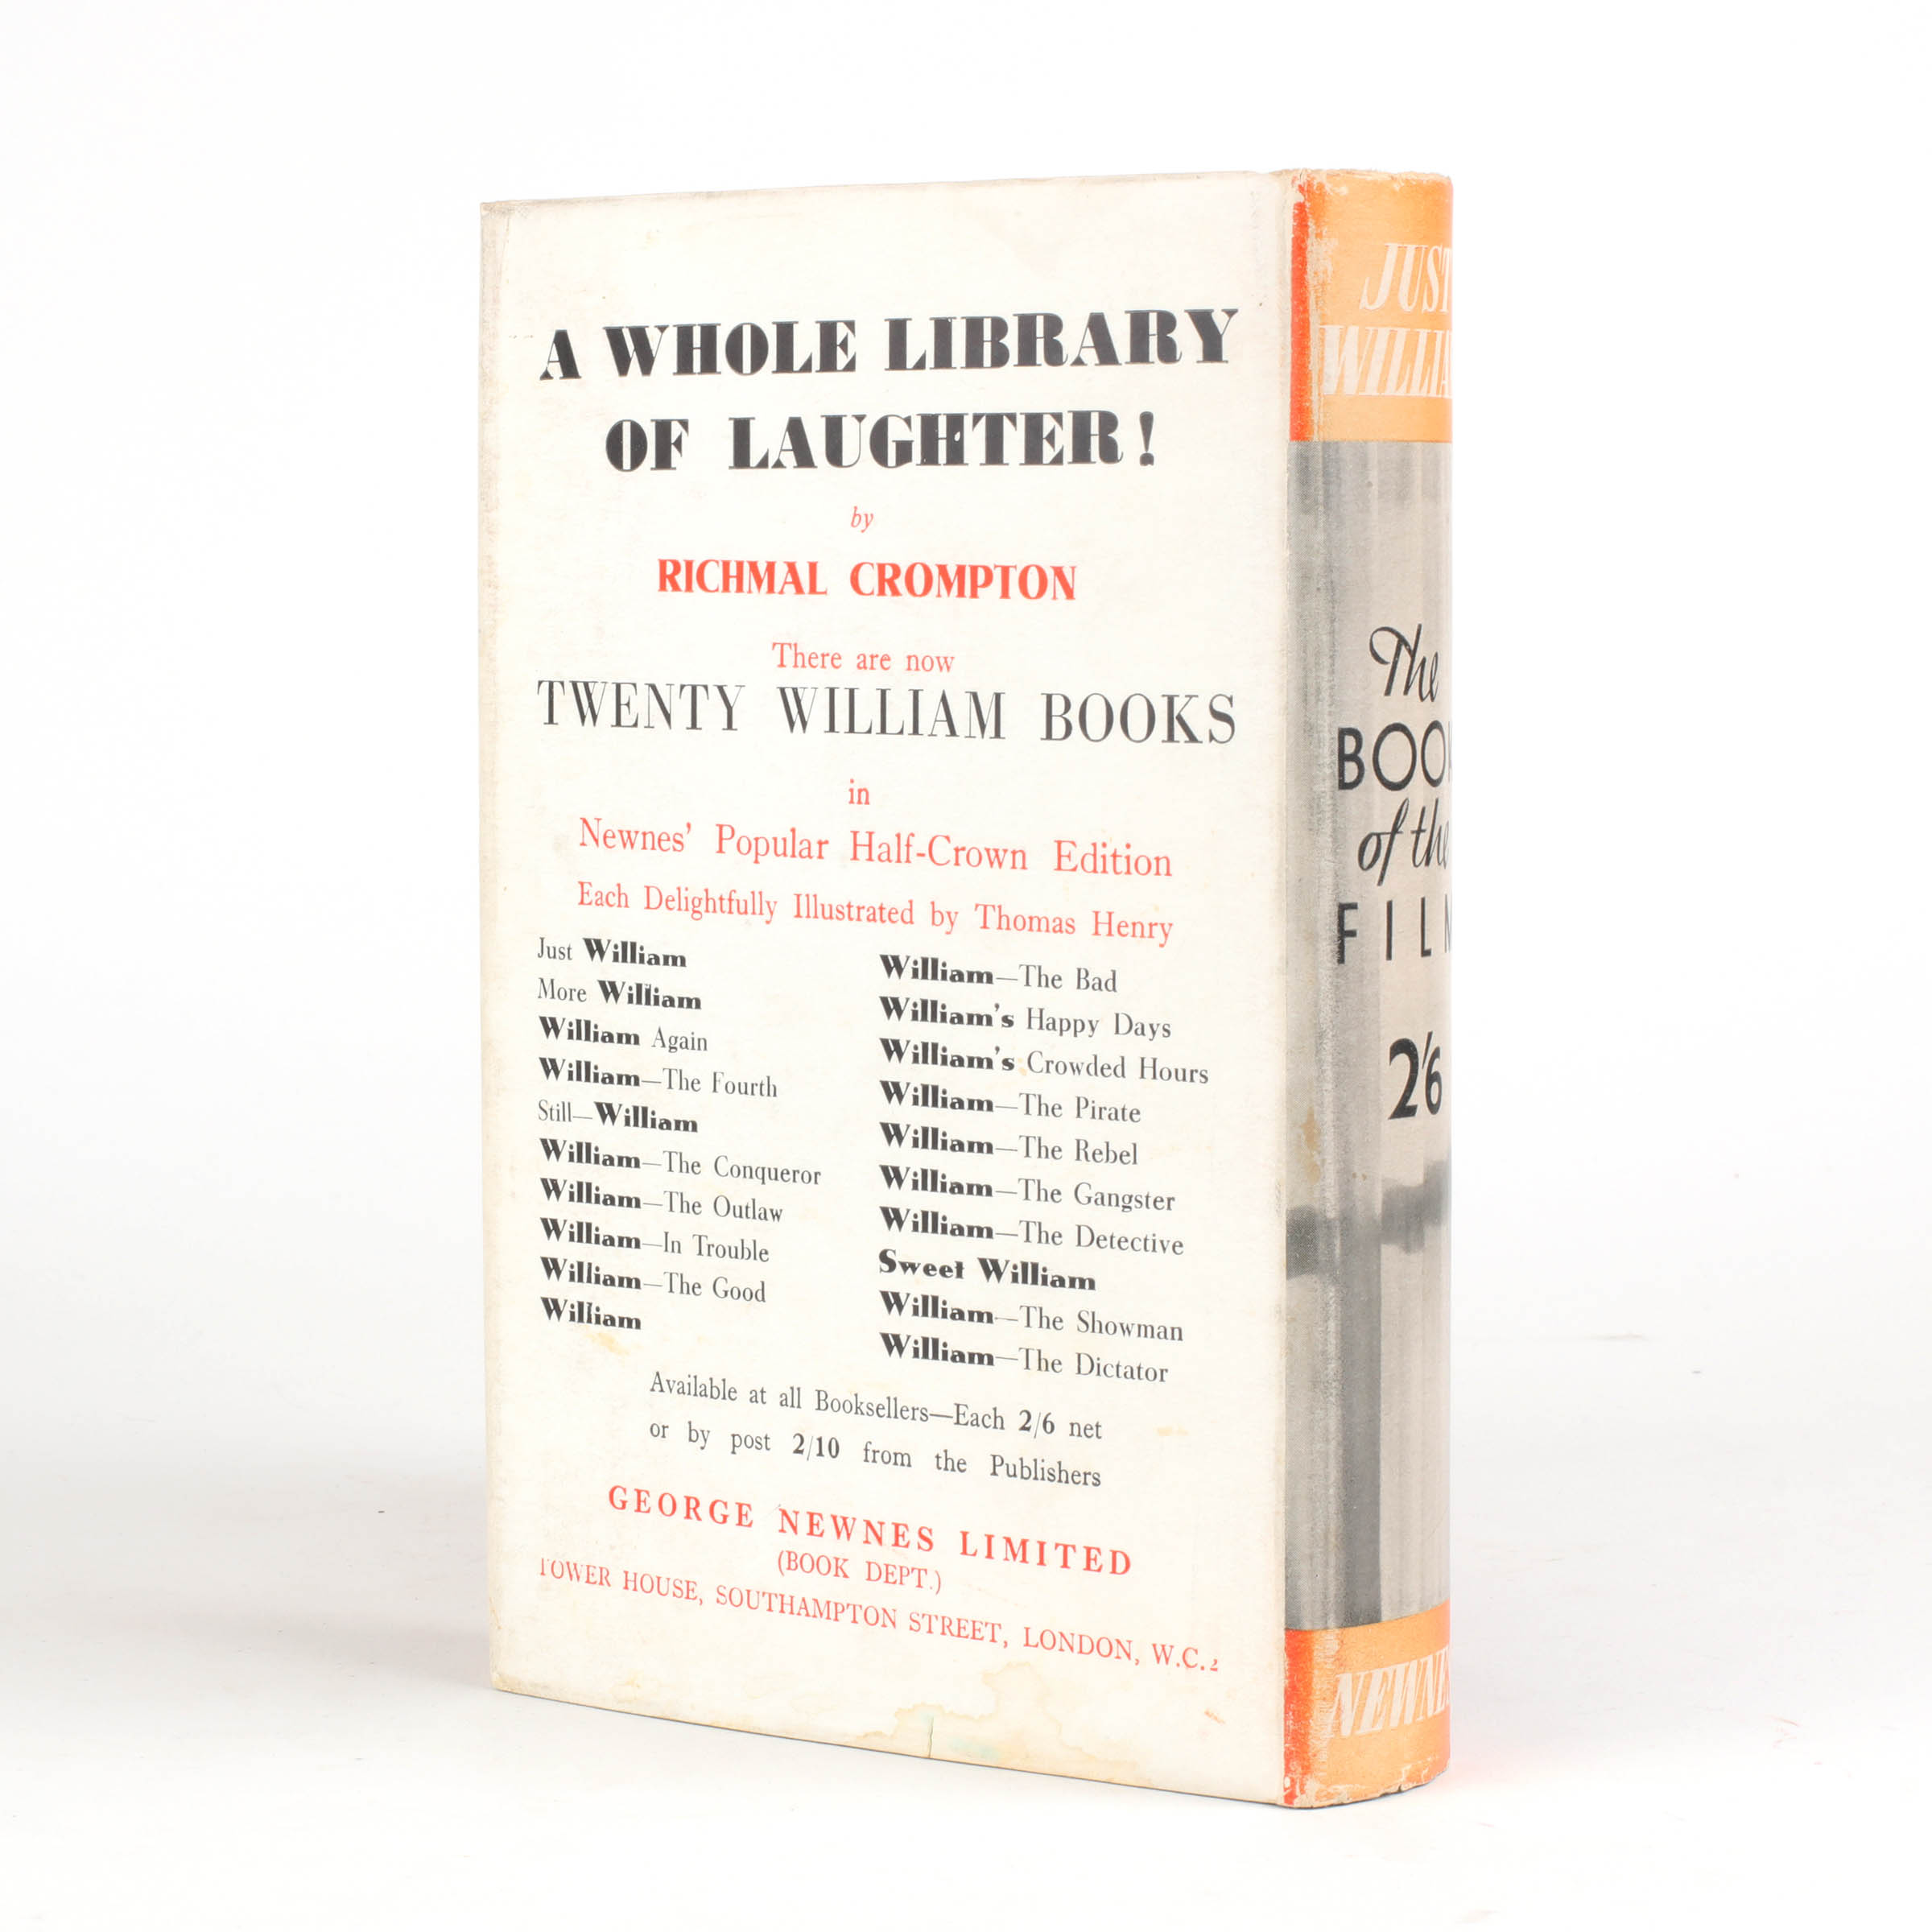 A WHOLE LIBRARY
OF LAUGHTER!
by
RICHMAL CROMPTON
There are now
TWENTY WILLIAM BOOKS
in
Newnes' Popular Half-Crown Edition
Each Delightfully Illustrated by Thomas Henry
Just William
More William
William Again
William—The Fourth
Still—William
William—The Conqueror
William—The Outlaw
William—In Trouble
William—The Good
William
William—The Bad
William's Happy Days
William's Crowded Hours
William—The Pirate
William—The Rebel
William—The Gangster
William—The Detective
Sweet William
William—The Showman
William—The Dictator
Available at all Booksellers—Each 2/6 net
or by post 2/10 from the Publishers
GEORGE NEWNES LIMITED
(BOOK DEPT.)
TOWER HOUSE, SOUTHAMPTON STREET, LONDON, W.C.2
JUST
WILLIA
The
BOOK
of the
FILM
2'6
NEWNES